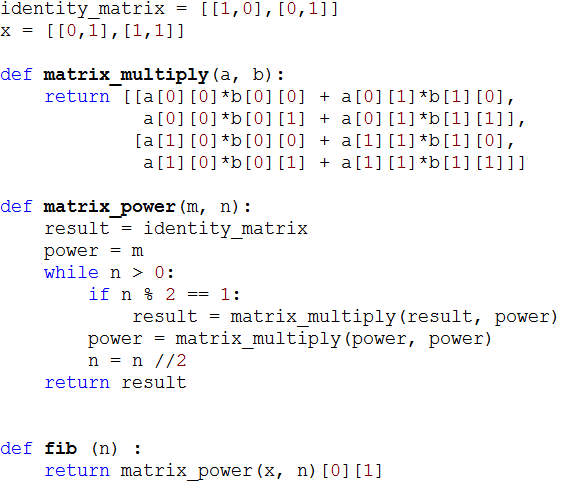 identity_matrix = [[1,0],[0,1]]
x = [[0,1],[1,1]]
def matrix_multiply(a, b):
return [[a[0][0]*b[0][0] + a[0][1]*b[1][0],
a[0][0]*b[0][1] + a[0][1]*b[1][1]],
[a[1][0]*b[0][0] + a[1][1]*b[1][0],
a[1][0]*b[0][1] + a[1][1]*b[1][1]]]
def matrix_power(m, n):
result = identity_matrix
power = m
while n > 0:
if n % 2 == 1:
result = matrix_multiply(result, power)
power = matrix_multiply(power, power)
n = n //2
return result
def fib (n) :
return matrix_power(x, n)[0][1]